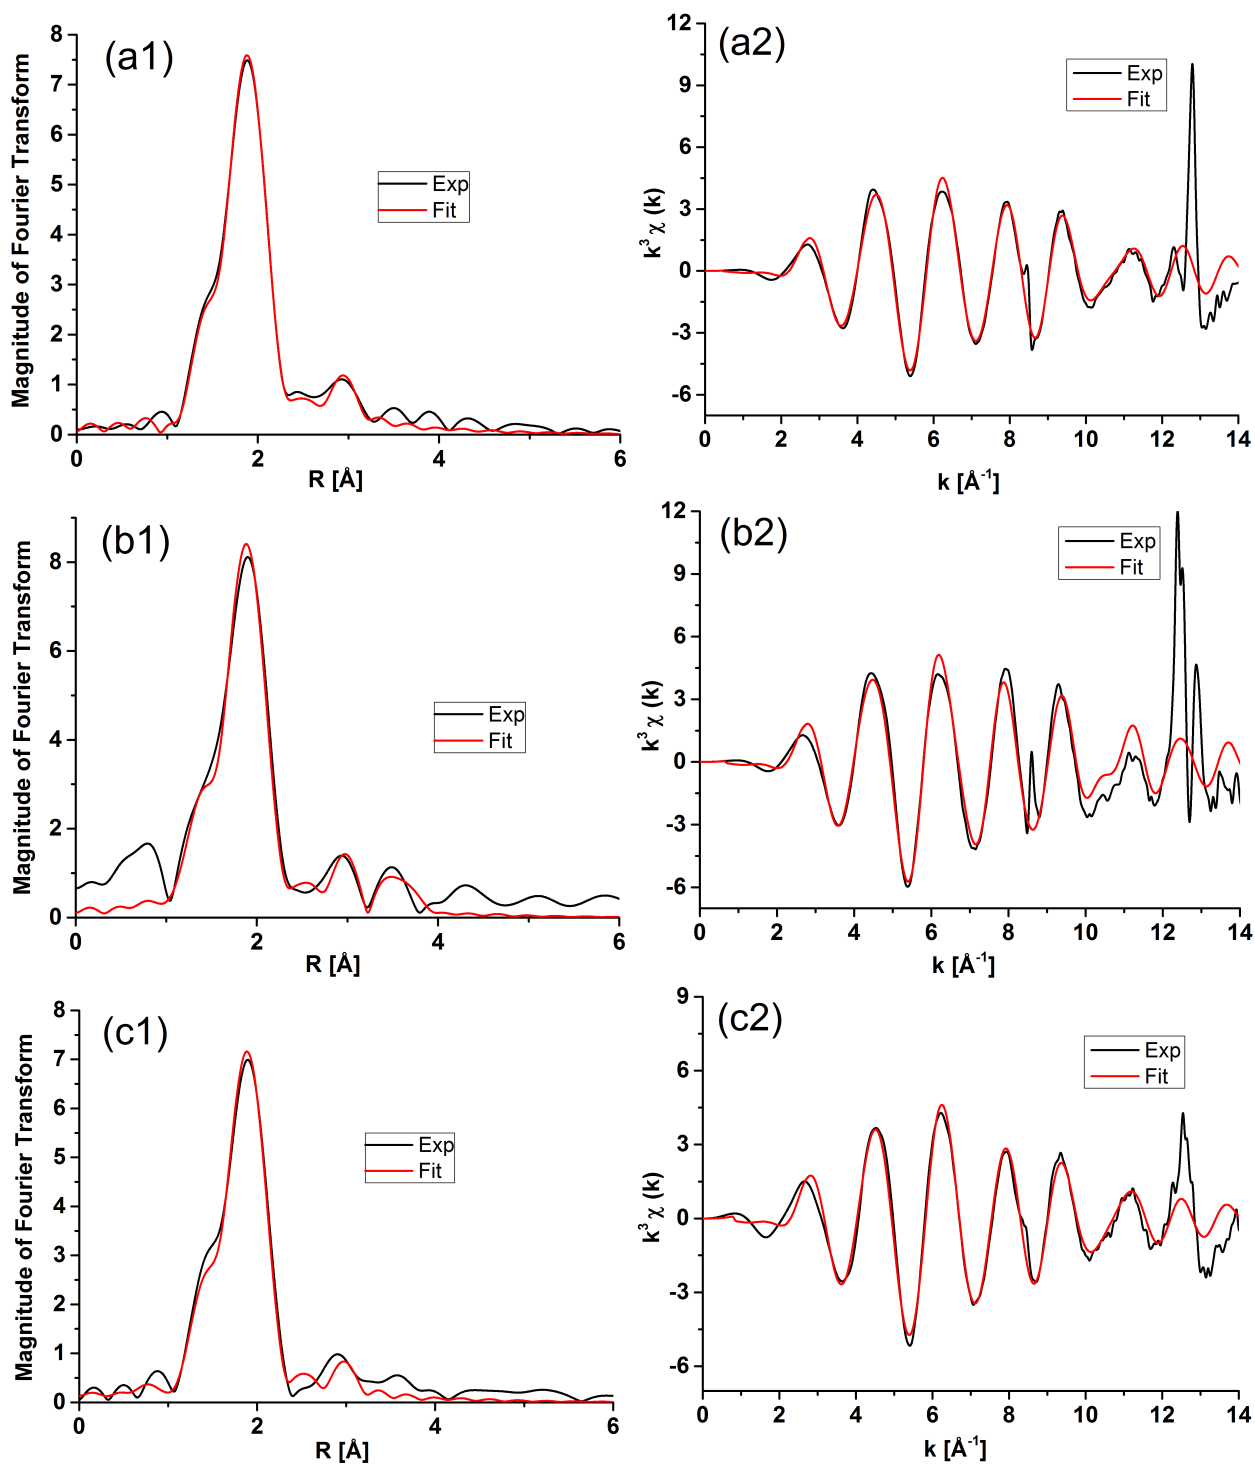 (a1)
8
7
6
5
4
3
2
1
0
Magnitude of Fourier Transform
Exp
Fit
0 2 4 6
R [Å]
(a2)
12
9
6
3
0
-3
-6
k³ χ (k)
Exp
Fit
0 2 4 6 8 10 12 14
k [Å⁻¹]
(b1)
8
6
4
2
0
Magnitude of Fourier Transform
Exp
Fit
0 2 4 6
R [Å]
(b2)
12
9
6
3
0
-3
-6
k³ χ (k)
Exp
Fit
0 2 4 6 8 10 12 14
k [Å⁻¹]
(c1)
8
7
6
5
4
3
2
1
0
Magnitude of Fourier Transform
Exp
Fit
0 2 4 6
R [Å]
(c2)
9
6
3
0
-3
-6
k³ χ (k)
Exp
Fit
0 2 4 6 8 10 12 14
k [Å⁻¹]